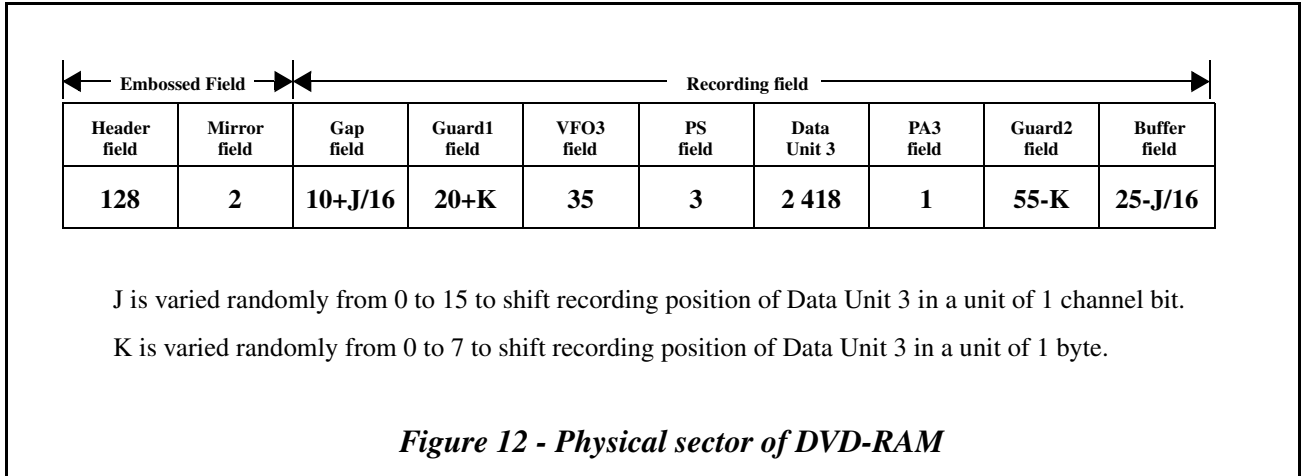 Embossed Field Recording field
Header field Mirror field Gap field Guard1 field VFO3 field PS field Data Unit 3 PA3 field Guard2 field Buffer field
128 2 10+J/16 20+K 35 3 2 418 1 55-K 25-J/16
J is varied randomly from 0 to 15 to shift recording position of Data Unit 3 in a unit of 1 channel bit.
K is varied randomly from 0 to 7 to shift recording position of Data Unit 3 in a unit of 1 byte.
Figure 12 - Physical sector of DVD-RAM